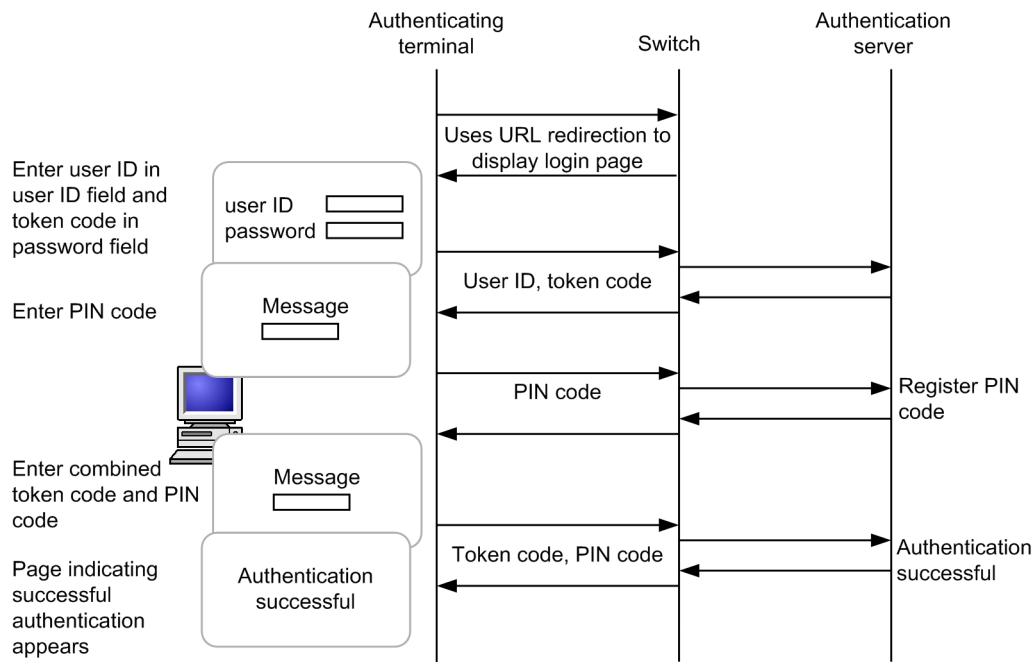 Authenticating
terminal
Switch
Authentication
server
Uses URL redirection to
display login page
Enter user ID in
user ID field and
token code in
password field
user ID
password
User ID, token code
Enter PIN code
Message
PIN code
Register PIN
code
Enter combined
token code and PIN
code
Message
Token code, PIN code
Authentication
successful
Page indicating
successful
authentication
appears
Authentication
successful